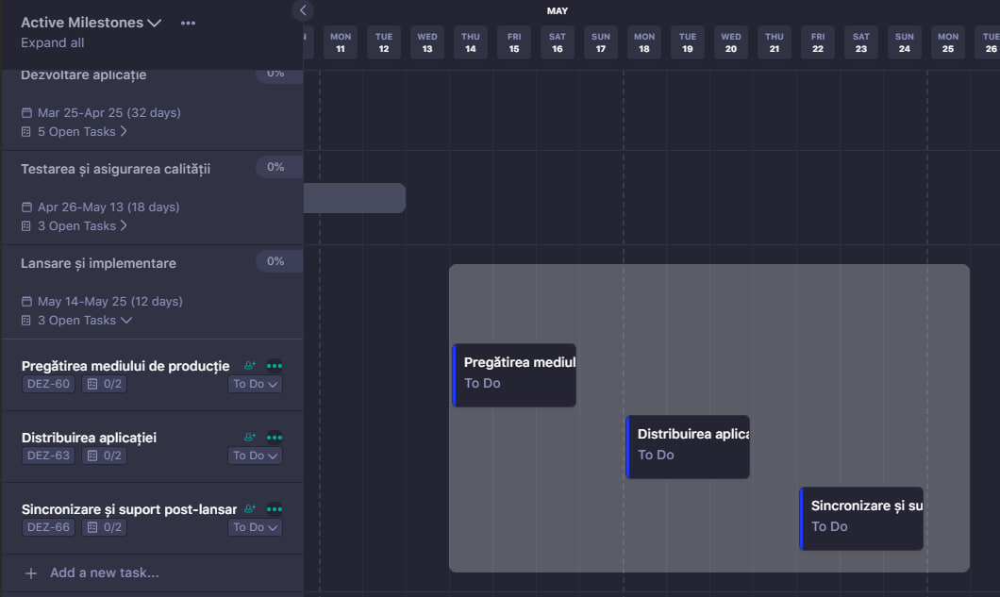 Active Milestones
Expand all
MAY
MON 11
TUE 12
WED 13
THU 14
FRI 15
SAT 16
SUN 17
MON 18
TUE 19
WED 20
THU 21
FRI 22
SAT 23
SUN 24
MON 25
TUE 26
Dezvoltare aplicație
0%
Mar 25-Apr 25 (32 days)
5 Open Tasks
Testarea și asigurarea calității
0%
Apr 26-May 13 (18 days)
3 Open Tasks
Lansare și implementare
0%
May 14-May 25 (12 days)
3 Open Tasks
Pregătirea mediului de producție
DEZ-60
0/2
To Do
Distribuirea aplicației
DEZ-63
0/2
To Do
Sincronizare și suport post-lansar
DEZ-66
0/2
To Do
Add a new task...
Pregătirea mediul
To Do
Distribuirea aplica
To Do
Sincronizare și su
To Do